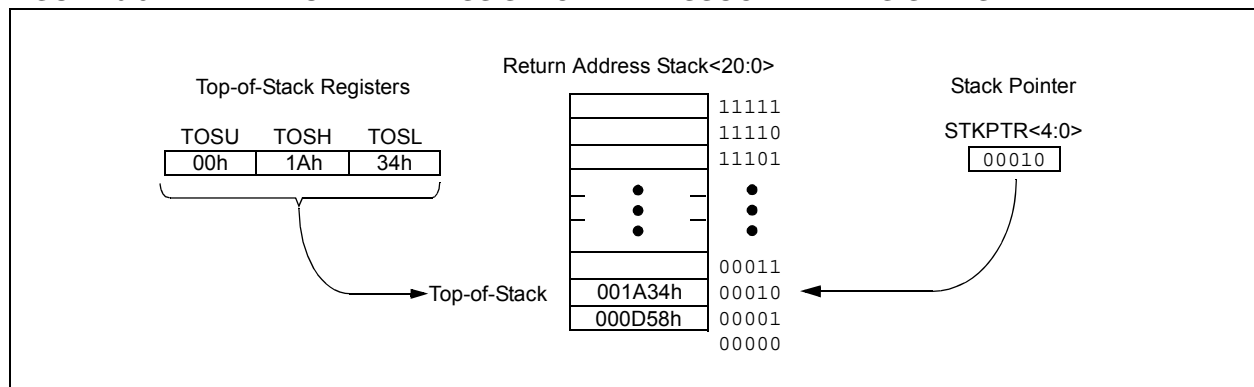 Return Address Stack<20:0>
Top-of-Stack Registers
Stack Pointer
11111
TOSU TOSH TOSL
11110
STKPTR<4:0>
00h 1Ah 34h
11101
00010
00011
Top-of-Stack 001A34h 00010
000D58h 00001
00000